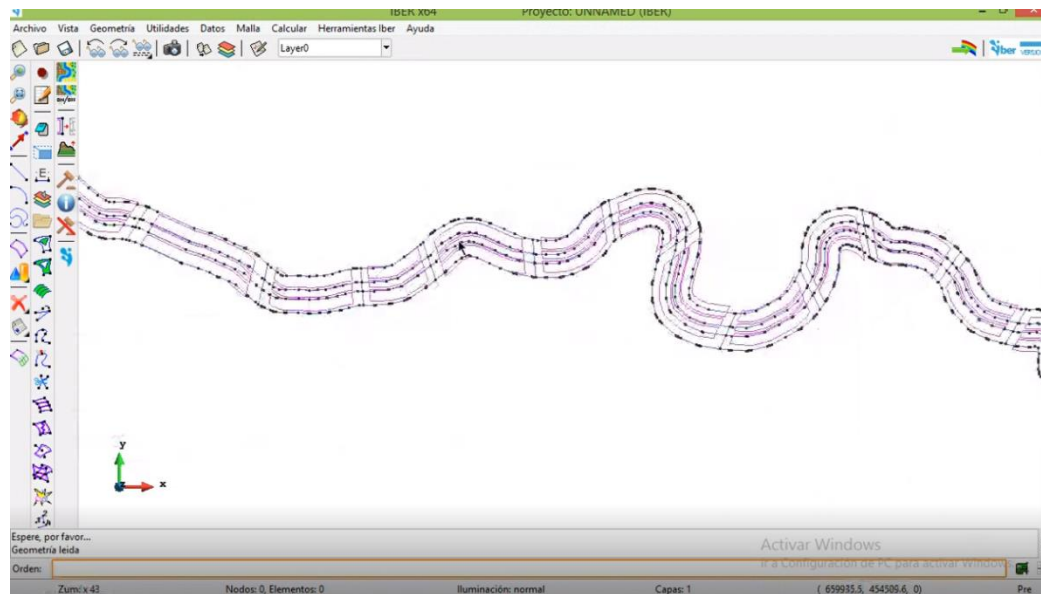 IBER x64 Proyecto: UNNAMED (IBER)
Archivo Vista Geometría Utilidades Datos Malla Calcular Herramientas Iber Ayuda
Layer0 iber VERSIO
E
y
x
Espere, por favor...
Geometría leida
Activar Windows
Ir a Configuración de PC para activar Windows
Orden:
Zum: x 43 Nodos: 0, Elementos: 0 Iluminación: normal Capas: 1 ( 659935.5, 454509.6, 0) Pre